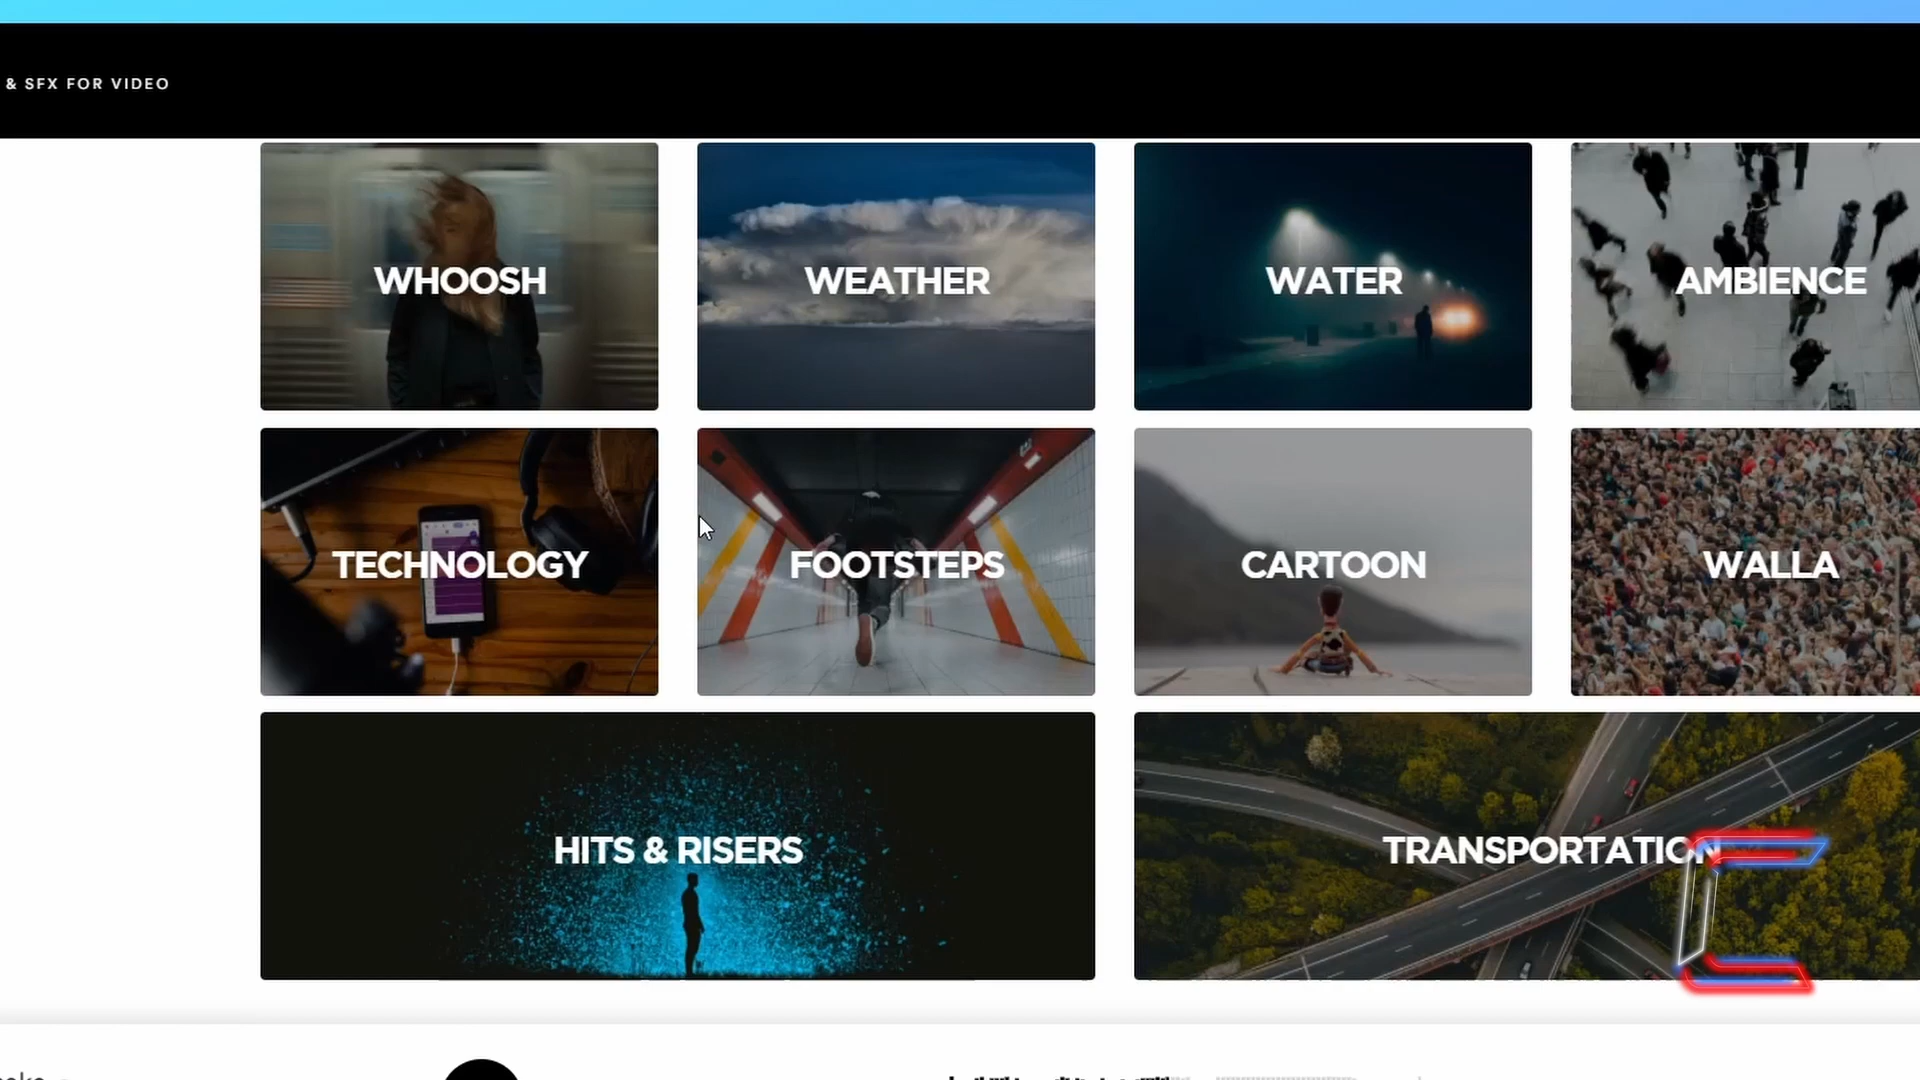 & SFX FOR VIDEO
WHOOSH
WEATHER
WATER
AMBIENCE
TECHNOLOGY
FOOTSTEPS
CARTOON
WALLA
HITS & RISERS
TRANSPORTATION